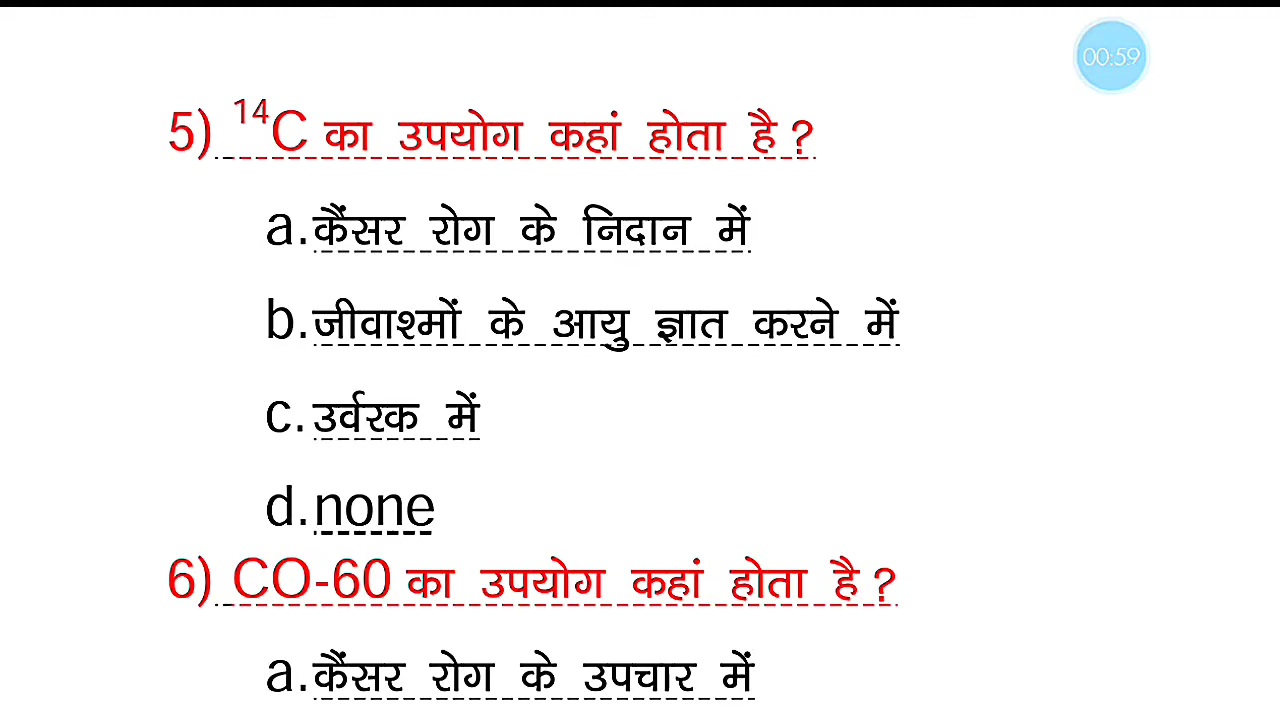 00:59
5) ¹⁴C का उपयोग कहां होता है ?
a. कैंसर रोग के निदान में
b. जीवाश्मों के आयु ज्ञात करने में
c. उर्वरक में
d. none
6) CO-60 का उपयोग कहां होता है ?
a. कैंसर रोग के उपचार में